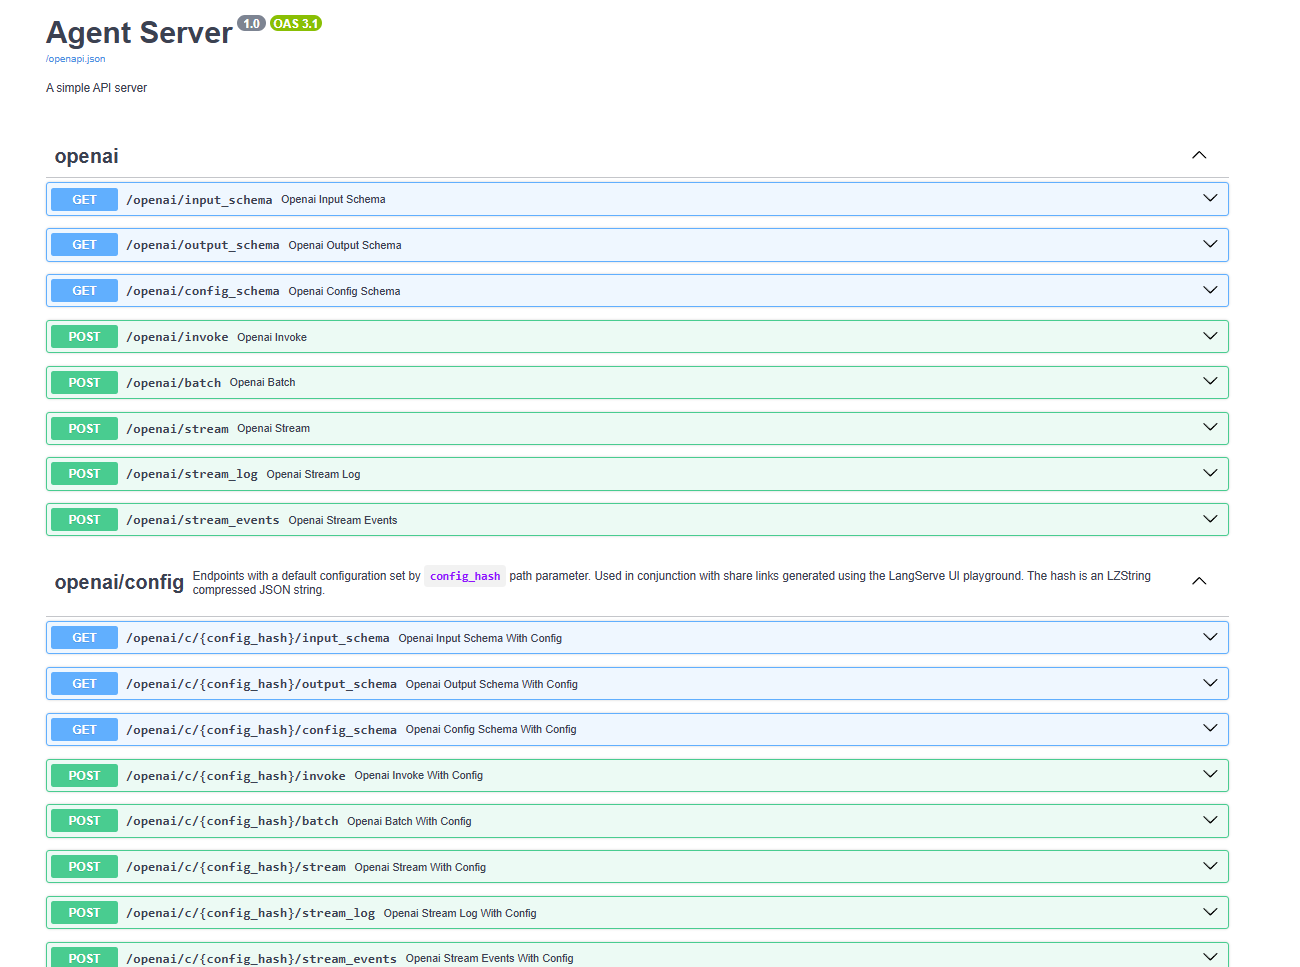 Agent Server 1.0 OAS 3.1
/openapi.json
A simple API server
openai
GET /openai/input_schema Openai Input Schema
GET /openai/output_schema Openai Output Schema
GET /openai/config_schema Openai Config Schema
POST /openai/invoke Openai Invoke
POST /openai/batch Openai Batch
POST /openai/stream Openai Stream
POST /openai/stream_log Openai Stream Log
POST /openai/stream_events Openai Stream Events
openai/config Endpoints with a default configuration set by config_hash path parameter. Used in conjunction with share links generated using the LangServe UI playground. The hash is an LZString
compressed JSON string.
GET /openai/c/{config_hash}/input_schema Openai Input Schema With Config
GET /openai/c/{config_hash}/output_schema Openai Output Schema With Config
GET /openai/c/{config_hash}/config_schema Openai Config Schema With Config
POST /openai/c/{config_hash}/invoke Openai Invoke With Config
POST /openai/c/{config_hash}/batch Openai Batch With Config
POST /openai/c/{config_hash}/stream Openai Stream With Config
POST /openai/c/{config_hash}/stream_log Openai Stream Log With Config
POST /openai/c/{config_hash}/stream_events Openai Stream Events With Config